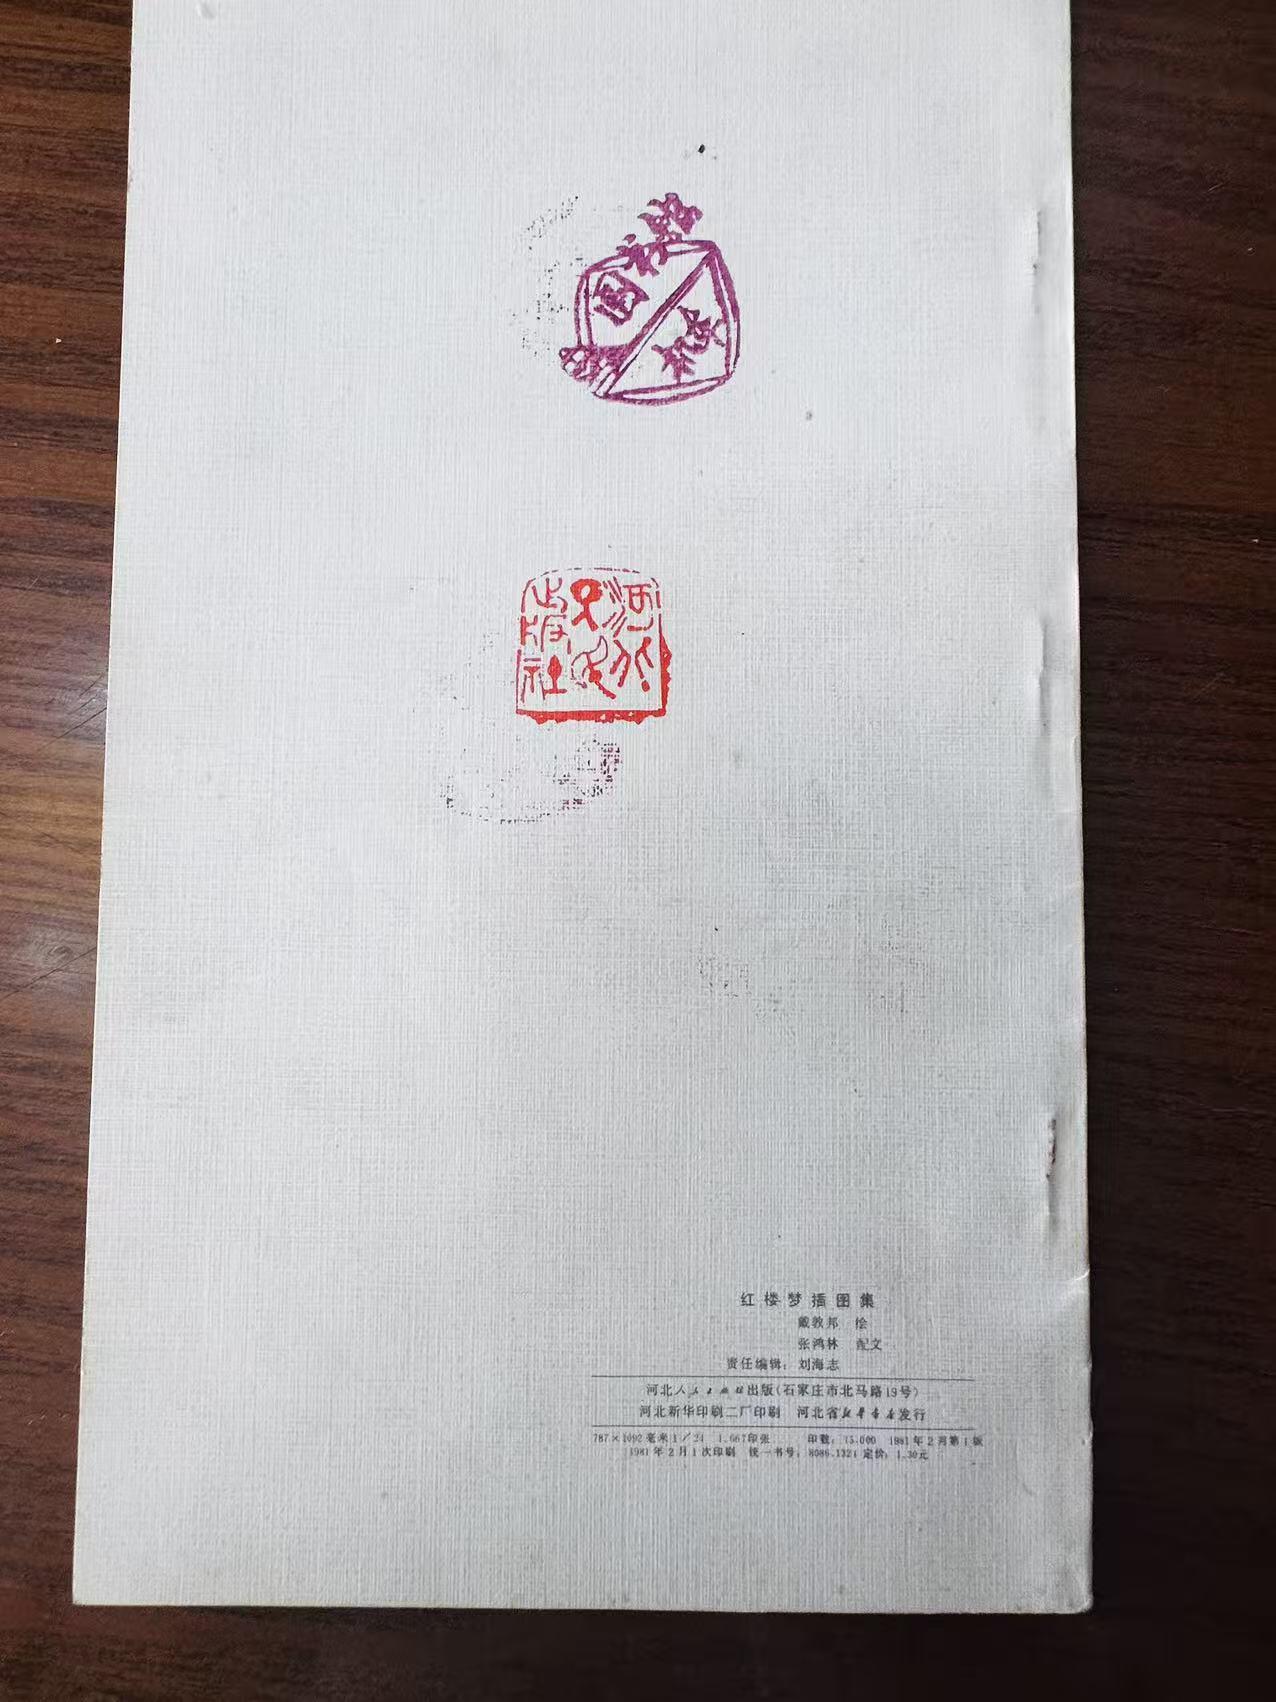 河北
人民
出版社
红楼梦插图集
戴敦邦 绘
张鸿林 配文
责任编辑：刘海志
河北人民出版社出版（石家庄市北马路19号）
河北新华印刷二厂印刷 河北省新华书店发行
787×1092毫米1／24 1.667印张 印数：15,000 1981年2月第1版
1981年2月1次印刷 统一书号：8086·1321 定价：1.30元